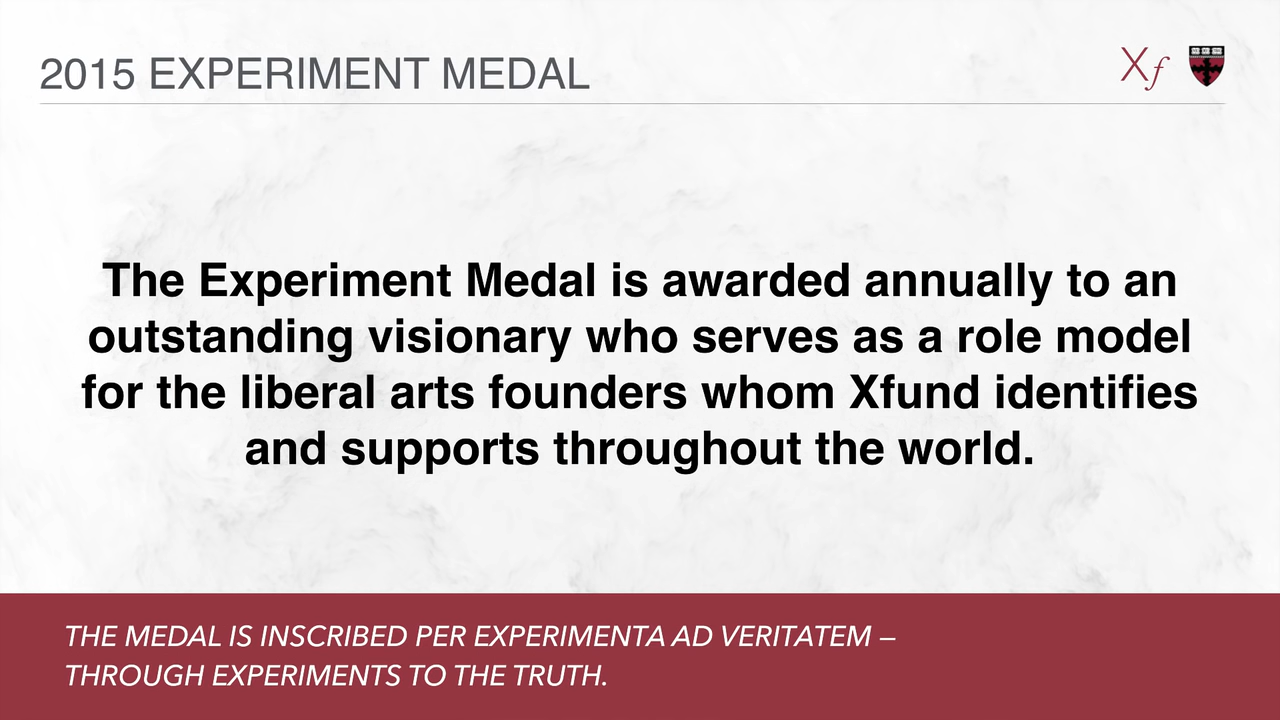 2015 EXPERIMENT MEDAL
Xf
The Experiment Medal is awarded annually to an
outstanding visionary who serves as a role model
for the liberal arts founders whom Xfund identifies
and supports throughout the world.
THE MEDAL IS INSCRIBED PER EXPERIMENTA AD VERITATEM –
THROUGH EXPERIMENTS TO THE TRUTH.